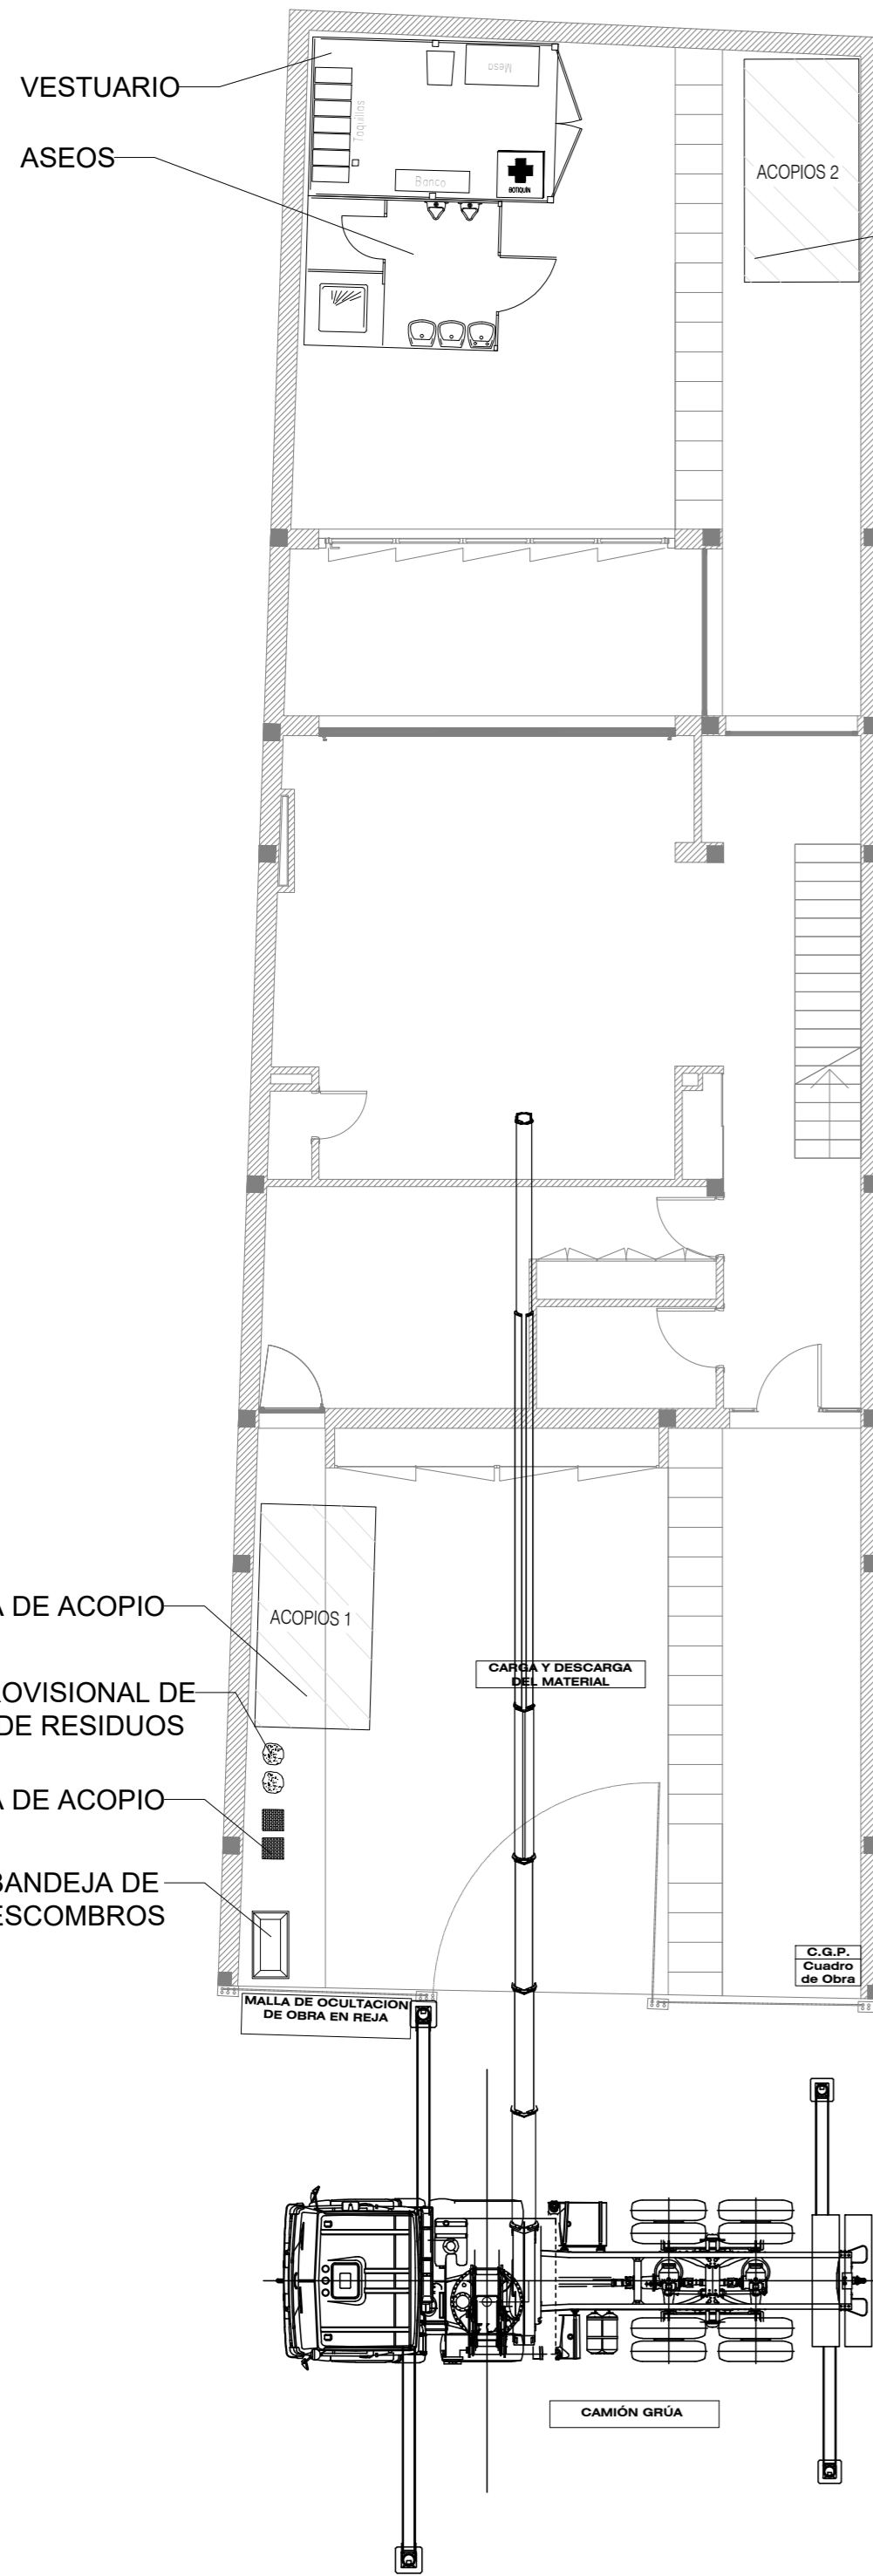 VESTUARIO
Mesa
Taquillas
ASEOS
Banco
BOTIQUIN
ACOPIOS 2
A DE ACOPIO
ACOPIOS 1
CARGA Y DESCARGA
DEL MATERIAL
ROVISIONAL DE
DE RESIDUOS
A DE ACOPIO
BANDEJA DE
ESCOMBROS
C.G.P.
Cuadro
de Obra
MALLA DE OCULTACION
DE OBRA EN REJA
CAMIÓN GRÚA